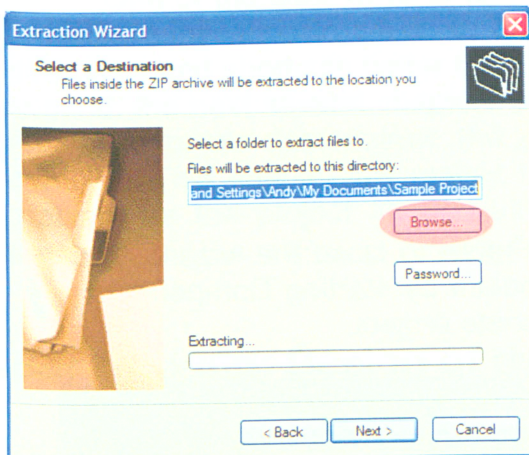 Extraction Wizard
Select a Destination
Files inside the ZIP archive will be extracted to the location you
choose.
Select a folder to extract files to.
Files will be extracted to this directory:
and Settings\Andy\My Documents\Sample Project
Browse...
Password...
Extracting...
< Back
Next >
Cancel